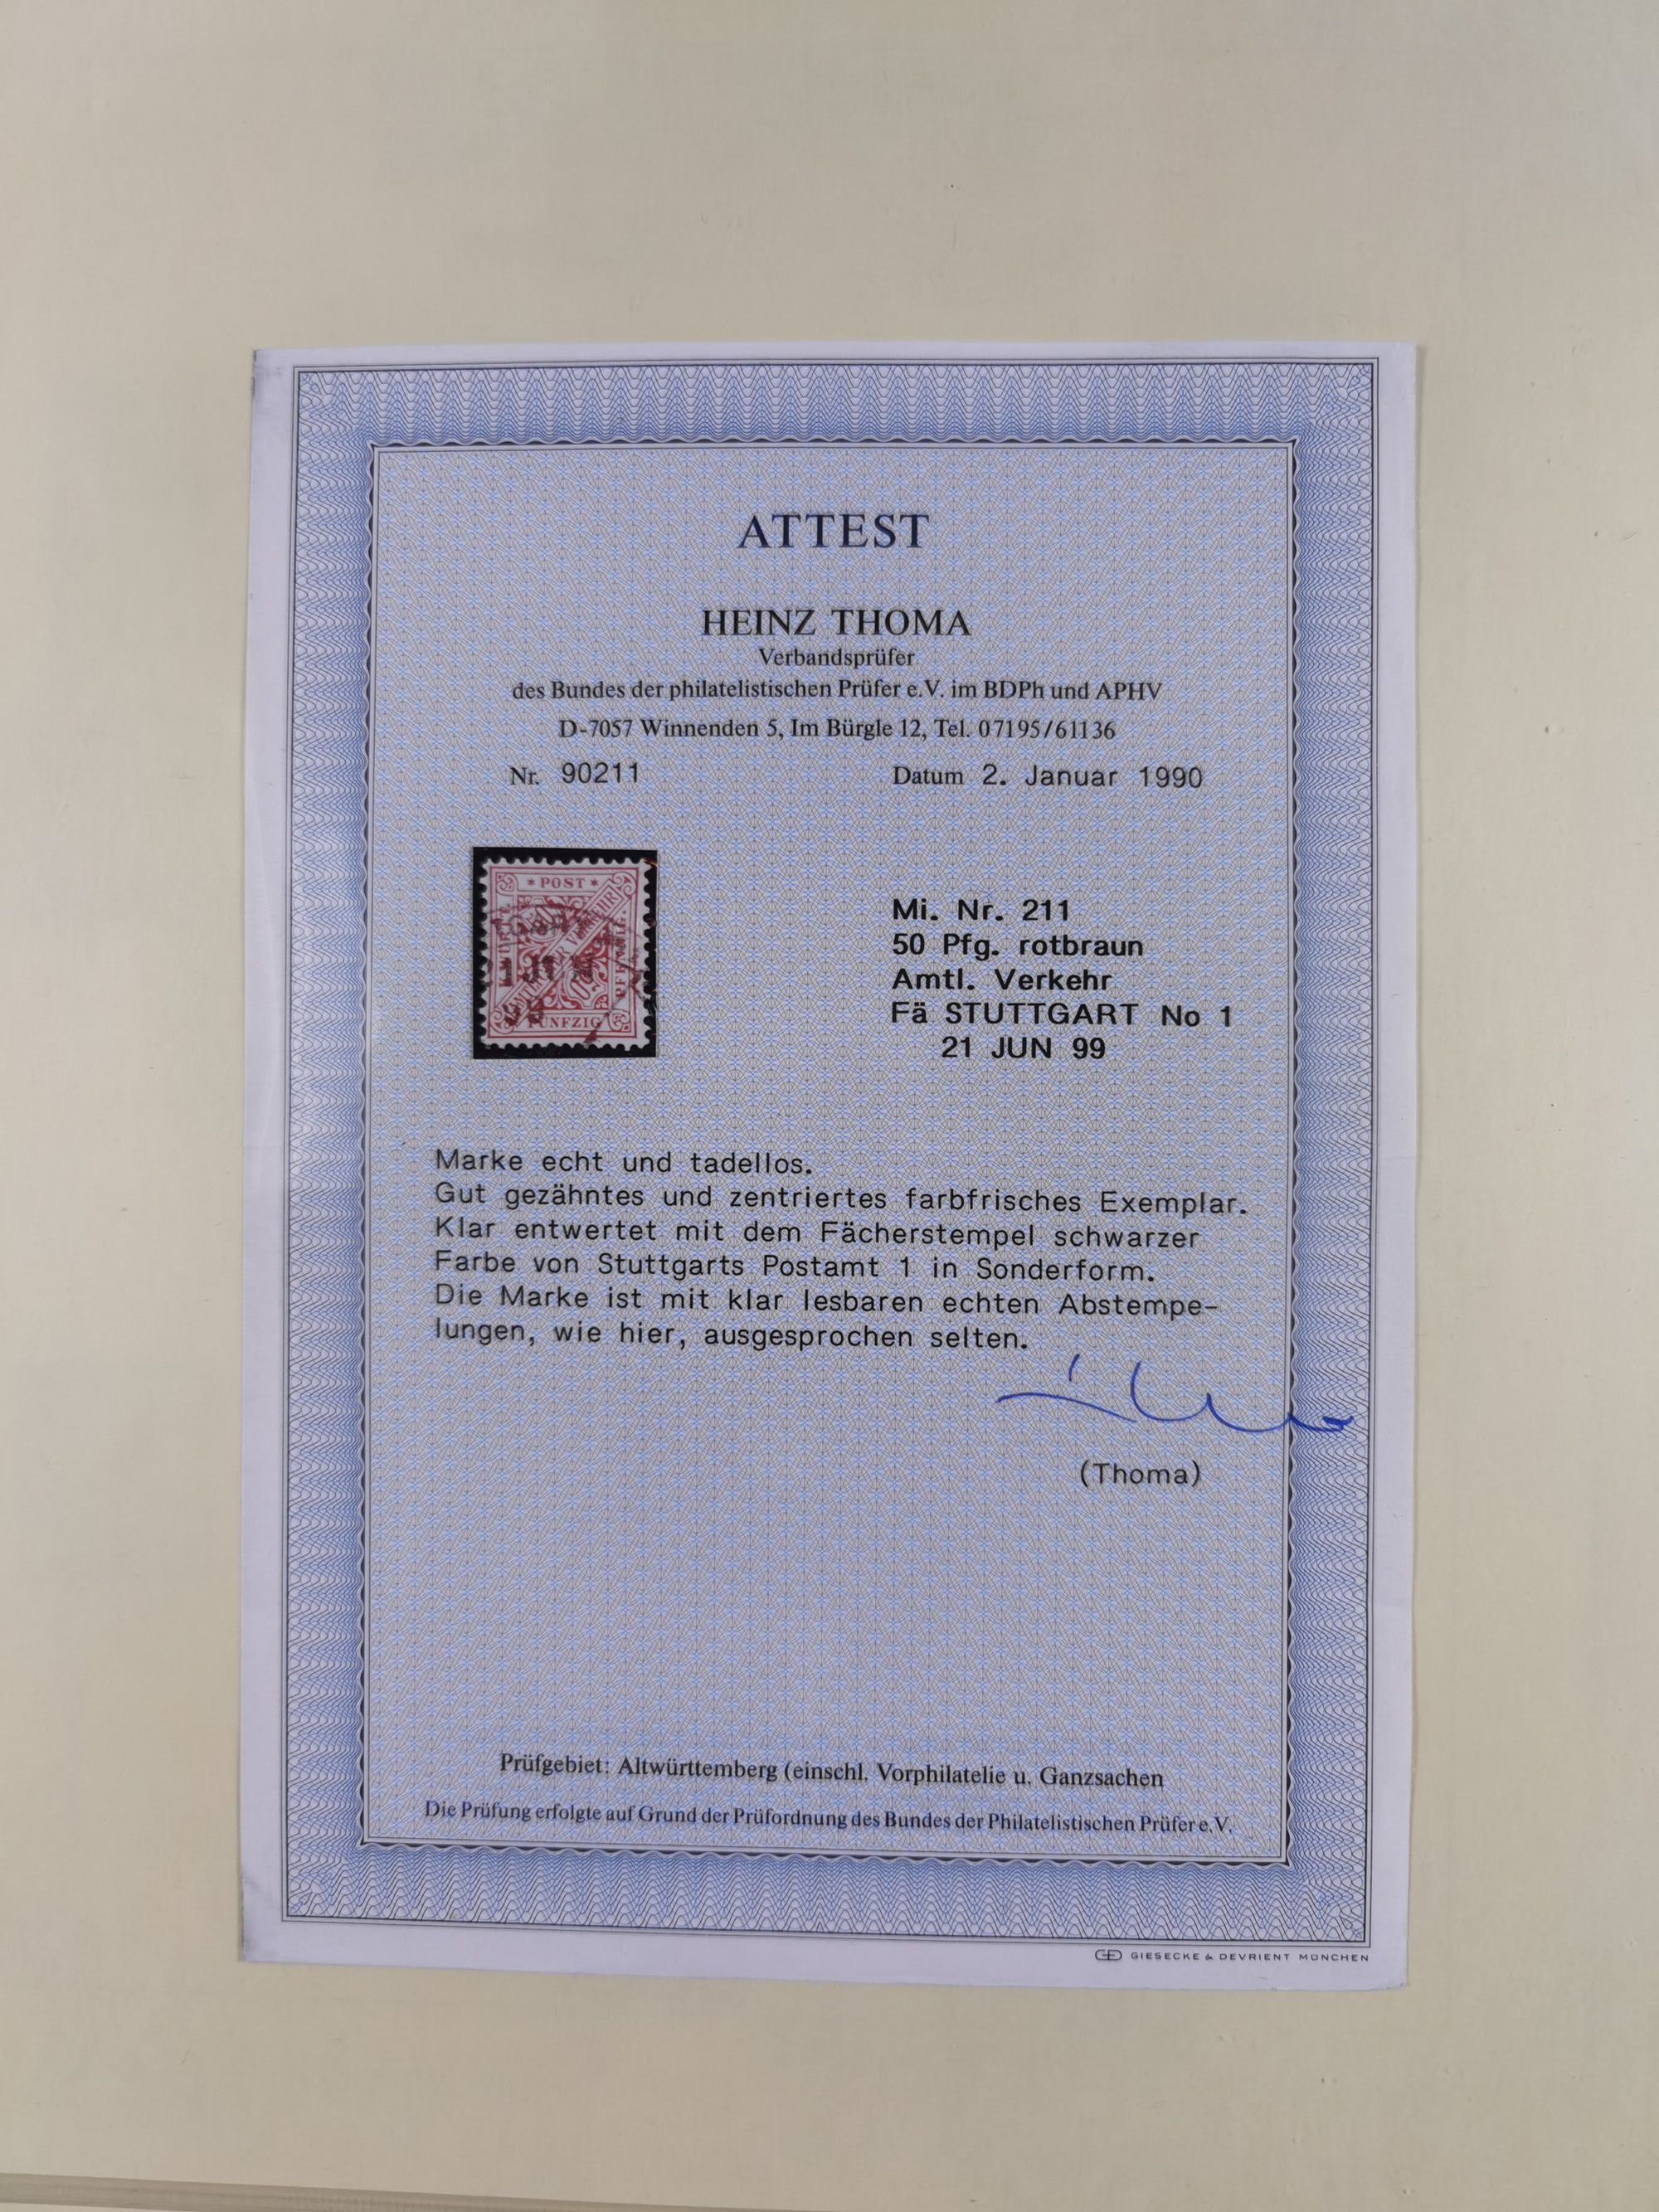 ATTEST
HEINZ THOMA
Verbandsprüfer
des Bundes der philatelistischen Prüfer e.V. im BDPh und APHV
D-7057 Winnenden 5, Im Bürgle 12, Tel. 07195/61136
Nr. 90211 Datum 2. Januar 1990
* POST *
PFENNIG
FÜNFZIG
Mi. Nr. 211
50 Pfg. rotbraun
Amtl. Verkehr
Fä STUTTGART No 1
21 JUN 99
Marke echt und tadellos.
Gut gezähntes und zentriertes farbfrisches Exemplar.
Klar entwertet mit dem Fächerstempel schwarzer
Farbe von Stuttgarts Postamt 1 in Sonderform.
Die Marke ist mit klar lesbaren echten Abstempe-
lungen, wie hier, ausgesprochen selten.
(Thoma)
Prüfgebiet: Altwürttemberg (einschl. Vorphilatelie u. Ganzsachen
Die Prüfung erfolgte auf Grund der Prüfordnung des Bundes der Philatelistischen Prüfer e.V.
GIESECKE & DEVRIENT MÜNCHEN